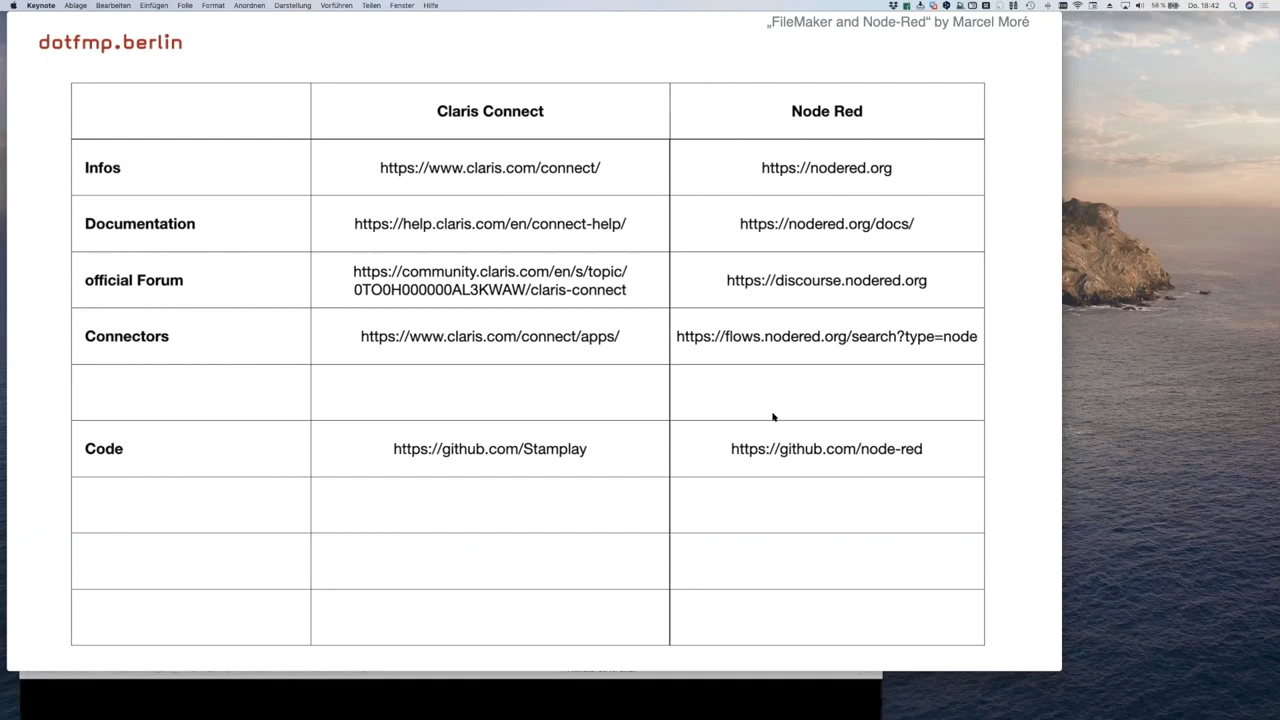 Keynote Ablage Bearbeiten Einfügen Folie Format Anordnen Darstellung Vorführen Teilen Fenster Hilfe 58 % Do. 18:42
„FileMaker and Node-Red“ by Marcel Moré
dotfmp.berlin
Claris Connect Node Red
Infos https://www.claris.com/connect/ https://nodered.org
Documentation https://help.claris.com/en/connect-help/ https://nodered.org/docs/
official Forum https://community.claris.com/en/s/topic/ https://discourse.nodered.org
0TO0H000000AL3KWAW/claris-connect
Connectors https://www.claris.com/connect/apps/ https://flows.nodered.org/search?type=node
Code https://github.com/Stamplay https://github.com/node-red